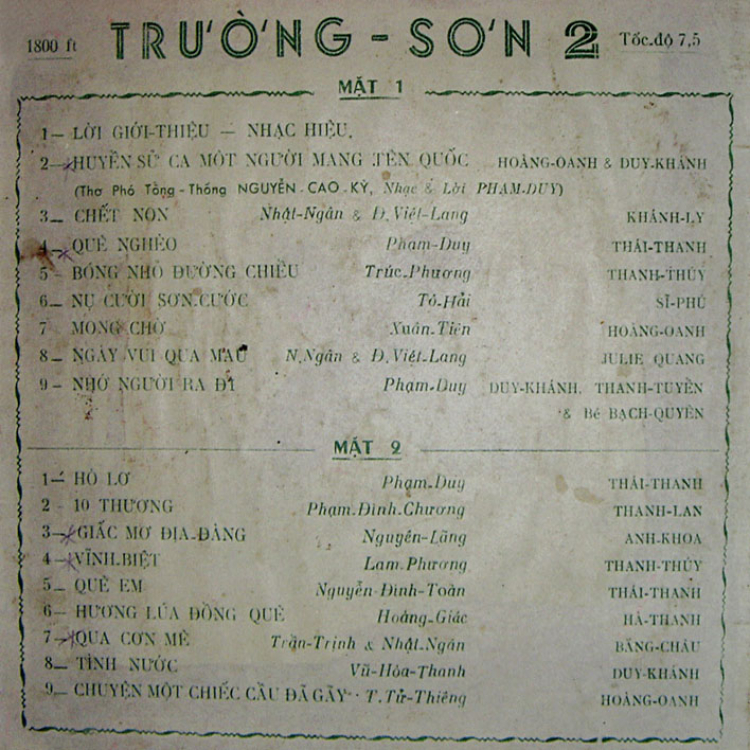 1800 ft TRƯỜNG-SƠN 2 Tốc.độ 7,5
MẶT 1
1- LỜI GIỚI-THIỆU - NHẠC HIỆU.
2- HUYỀN SỬ CA MỘT NGƯỜI MANG TÊN QUỐC HOÀNG-OANH & DUY-KHÁNH
(Thơ Phó Tổng-Thống NGUYỄN-CAO-KỲ, Nhạc & Lời PHẠM-DUY)
3- CHẾT NON Nhật-Ngân & Đ.Việt-Lang KHÁNH-LY
4- QUÊ NGHÈO Phạm-Duy THÁI-THANH
5- BÓNG NHỎ ĐƯỜNG CHIỀU Trúc.Phương THANH-THÚY
6- NỤ CƯỜI SƠN.CƯỚC Tô-Hải SĨ-PHÚ
7 MONG CHỜ Xuân.Tiên HOÀNG-OANH
8- NGÀY VUI QUA MAU N.Ngân & Đ.Việt-Lang JULIE QUANG
9- NHỚ NGƯỜI RA ĐI Phạm-Duy DUY-KHÁNH, THANH-TUYỀN
& Bé BẠCH-QUYÊN
MẶT 2
1- HÒ LƠ Phạm.Duy THÁI-THANH
2- 10 THƯƠNG Phạm.Đình.Chương THANH-LAN
3- GIẤC MƠ ĐỊA.ĐÀNG Nguyễn-Lãng ANH-KHOA
4- VĨNH.BIỆT Lam.Phương THANH-THÚY
5- QUÊ EM Nguyễn-Đình-Toàn THÁI-THANH
6- HƯƠNG LÚA ĐỒNG QUÊ Hoàng-Giác HÀ-THANH
7- QUA CƠN MÊ Trần-Trịnh & Nhật.Ngân BĂNG-CHÂU
8- TÌNH NƯỚC Vũ-Hòa-Thanh DUY-KHÁNH
9- CHUYỆN MỘT CHIẾC CẦU ĐÃ GÃY T.Tử-Thiêng HOÀNG-OANH